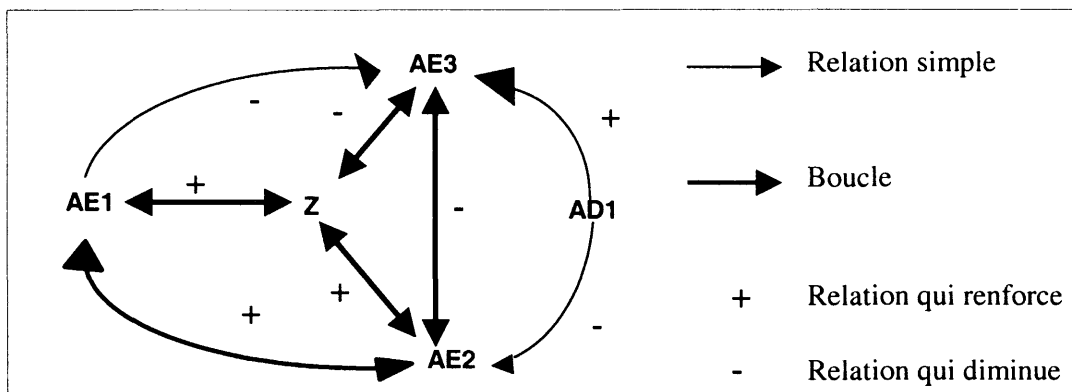 AE3
-
-
+
AE1
+
Z
-
AD1
+
+
-
AE2
Relation simple
Boucle
+ Relation qui renforce
- Relation qui diminue